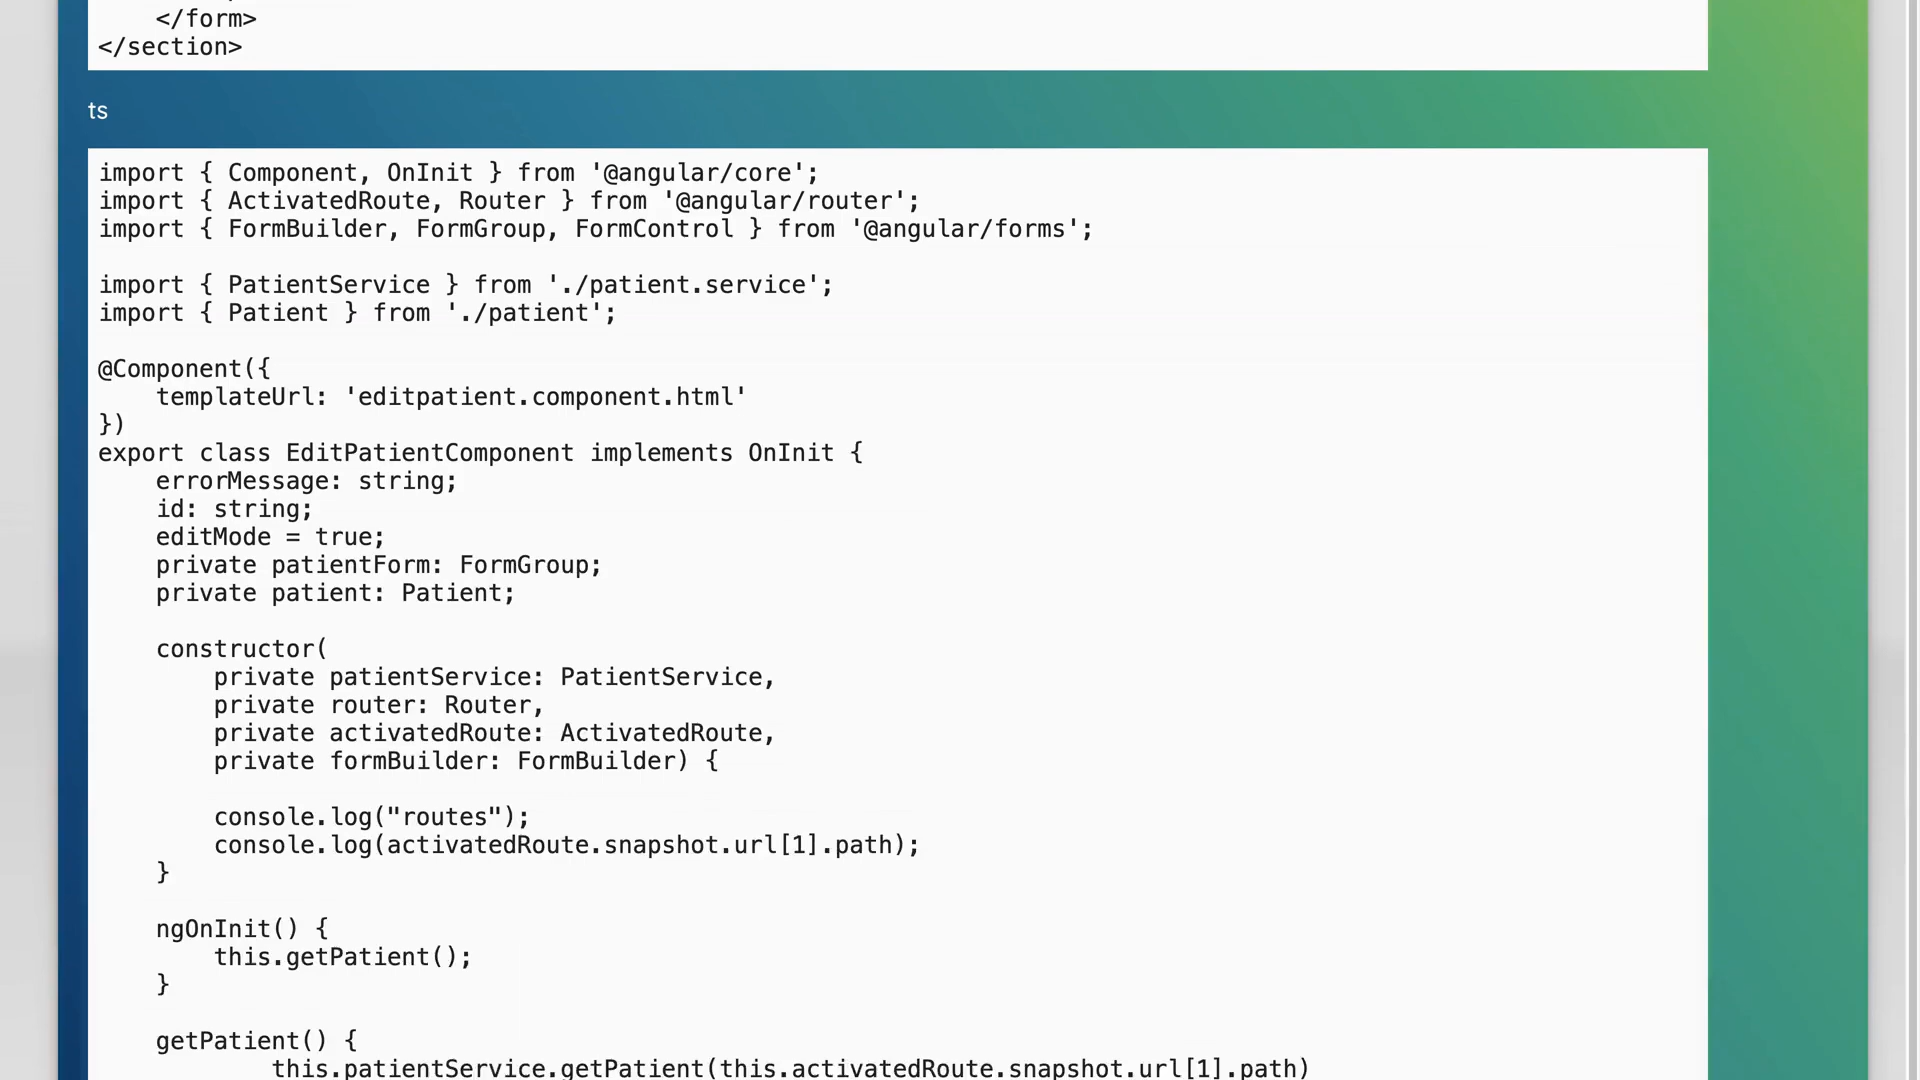 </form>
</section>
ts
import { Component, OnInit } from '@angular/core';
import { ActivatedRoute, Router } from '@angular/router';
import { FormBuilder, FormGroup, FormControl } from '@angular/forms';
import { PatientService } from './patient.service';
import { Patient } from './patient';
@Component({
templateUrl: 'editpatient.component.html'
})
export class EditPatientComponent implements OnInit {
errorMessage: string;
id: string;
editMode = true;
private patientForm: FormGroup;
private patient: Patient;
constructor(
private patientService: PatientService,
private router: Router,
private activatedRoute: ActivatedRoute,
private formBuilder: FormBuilder) {
console.log("routes");
console.log(activatedRoute.snapshot.url[1].path);
}
ngOnInit() {
this.getPatient();
}
getPatient() {
this.patientService.getPatient(this.activatedRoute.snapshot.url[1].path)